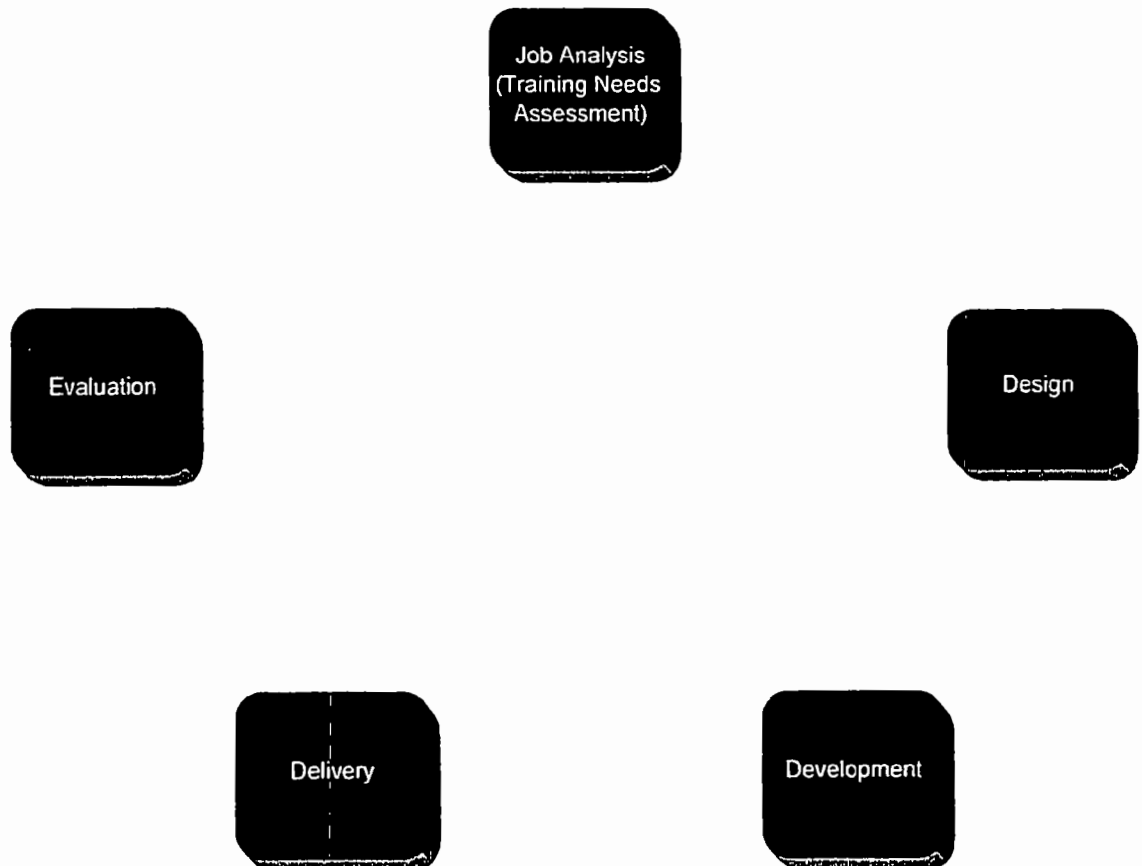 Job Analysis
(Training Needs
Assessment)
Evaluation
Design
Delivery
Development